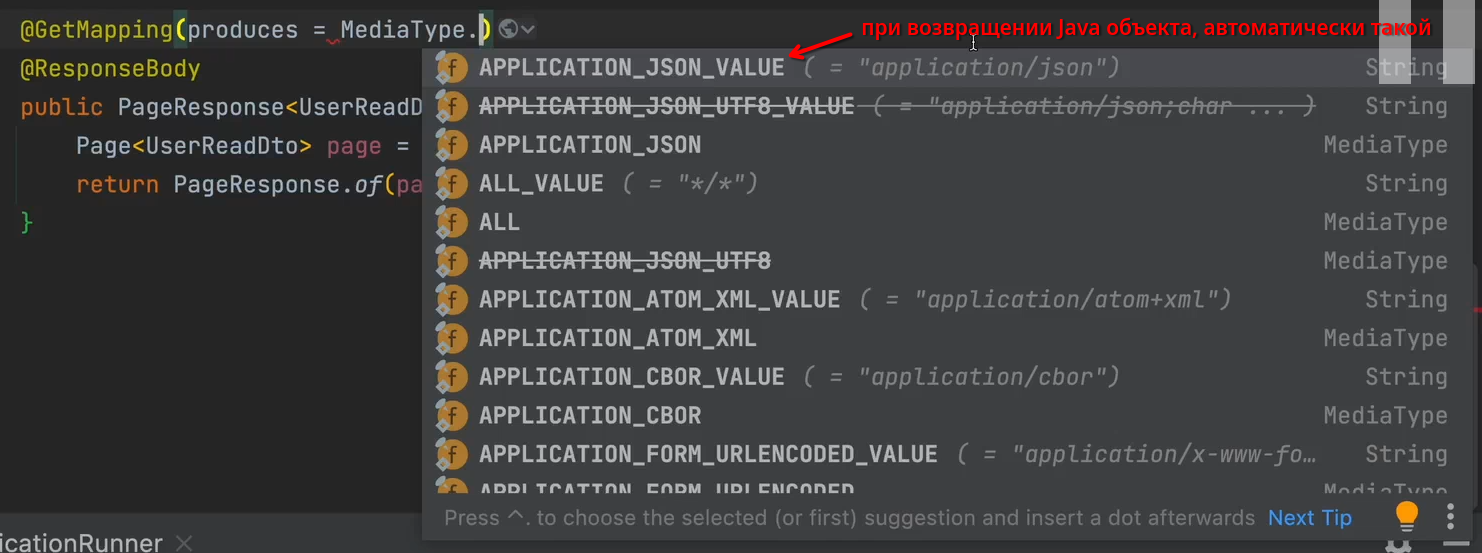 @GetMapping(produces = MediaType.)
при возвращении Java объекта, автоматически такой
@ResponseBody
public PageResponse<UserReadD
Page<UserReadDto> page =
return PageResponse.of(pa
}
APPLICATION_JSON_VALUE ( = "application/json") String
APPLICATION_JSON_UTF8_VALUE ( = "application/json;char ... ) String
APPLICATION_JSON MediaType
ALL_VALUE ( = "*/*") String
ALL MediaType
APPLICATION_JSON_UTF8 MediaType
APPLICATION_ATOM_XML_VALUE ( = "application/atom+xml") String
APPLICATION_ATOM_XML MediaType
APPLICATION_CBOR_VALUE ( = "application/cbor") String
APPLICATION_CBOR MediaType
APPLICATION_FORM_URLENCODED_VALUE ( = "application/x-www-fo… String
APPLICATION_FORM_URLENCODED MediaType
Press ^. to choose the selected (or first) suggestion and insert a dot afterwards Next Tip
icationRunner